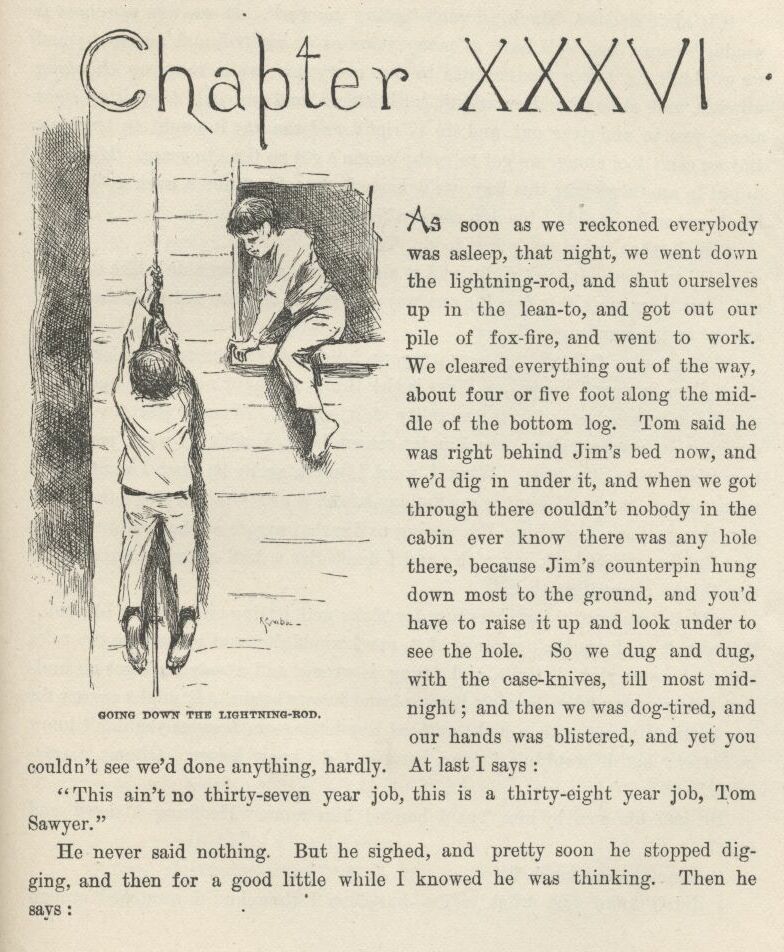 Chapter XXXVI.
As soon as we reckoned everybody
was asleep, that night, we went down
the lightning-rod, and shut ourselves
up in the lean-to, and got out our
pile of fox-fire, and went to work.
We cleared everything out of the way,
about four or five foot along the mid-
dle of the bottom log. Tom said he
was right behind Jim's bed now, and
we'd dig in under it, and when we got
through there couldn't nobody in the
cabin ever know there was any hole
there, because Jim's counterpin hung
down most to the ground, and you'd
have to raise it up and look under to
see the hole. So we dug and dug,
with the case-knives, till most mid-
night; and then we was dog-tired, and
our hands was blistered, and yet you
Kemble
GOING DOWN THE LIGHTNING-ROD.
couldn't see we'd done anything, hardly. At last I says:
"This ain't no thirty-seven year job, this is a thirty-eight year job, Tom
Sawyer."
He never said nothing. But he sighed, and pretty soon he stopped dig-
ging, and then for a good little while I knowed he was thinking. Then he
says: